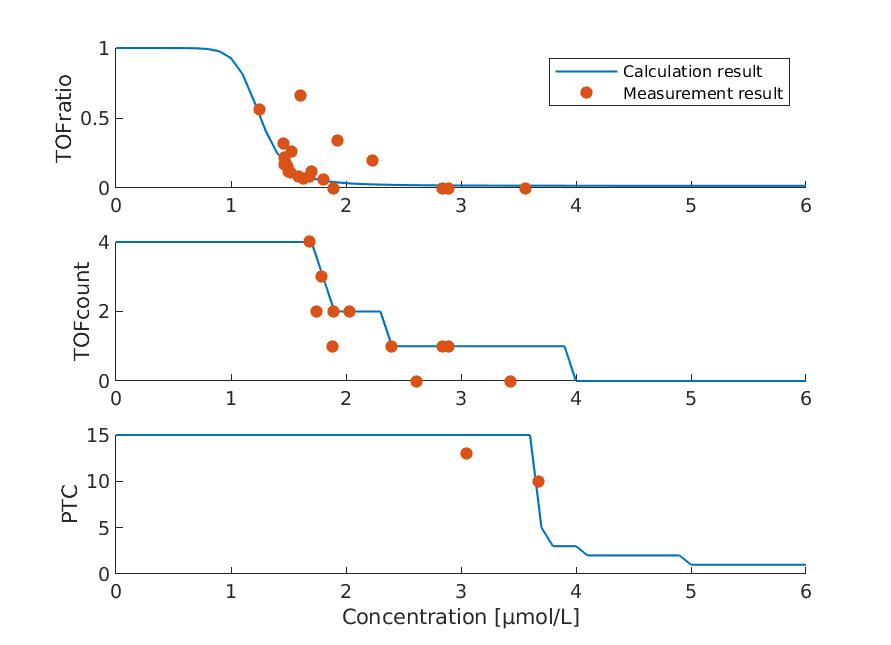 1
0.5
0
TOFratio
Calculation result
Measurement result
0 1 2 3 4 5 6
4
2
0
TOFcount
0 1 2 3 4 5 6
15
10
5
0
PTC
0 1 2 3 4 5 6
Concentration [μmol/L]